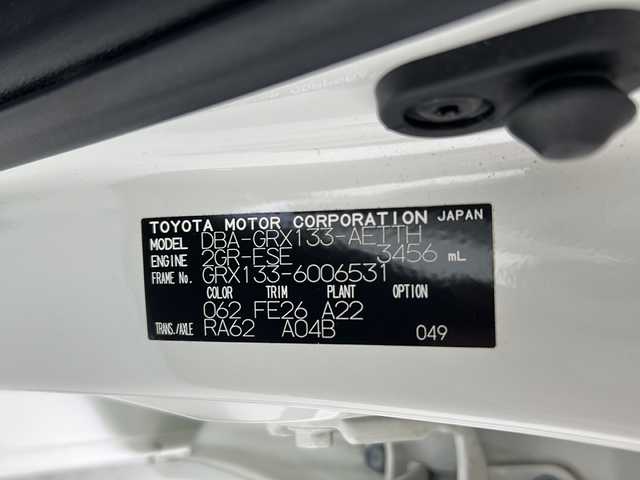 TOYOTA MOTOR CORPORATION JAPAN
MODEL DBA-GRX133-AETTH
ENGINE 2GR-FSE 3456 mL
FRAME No. GRX133-6006531
COLOR TRIM PLANT OPTION
062 FE26 A22
TRANS./AXLE RA62 A04B 049